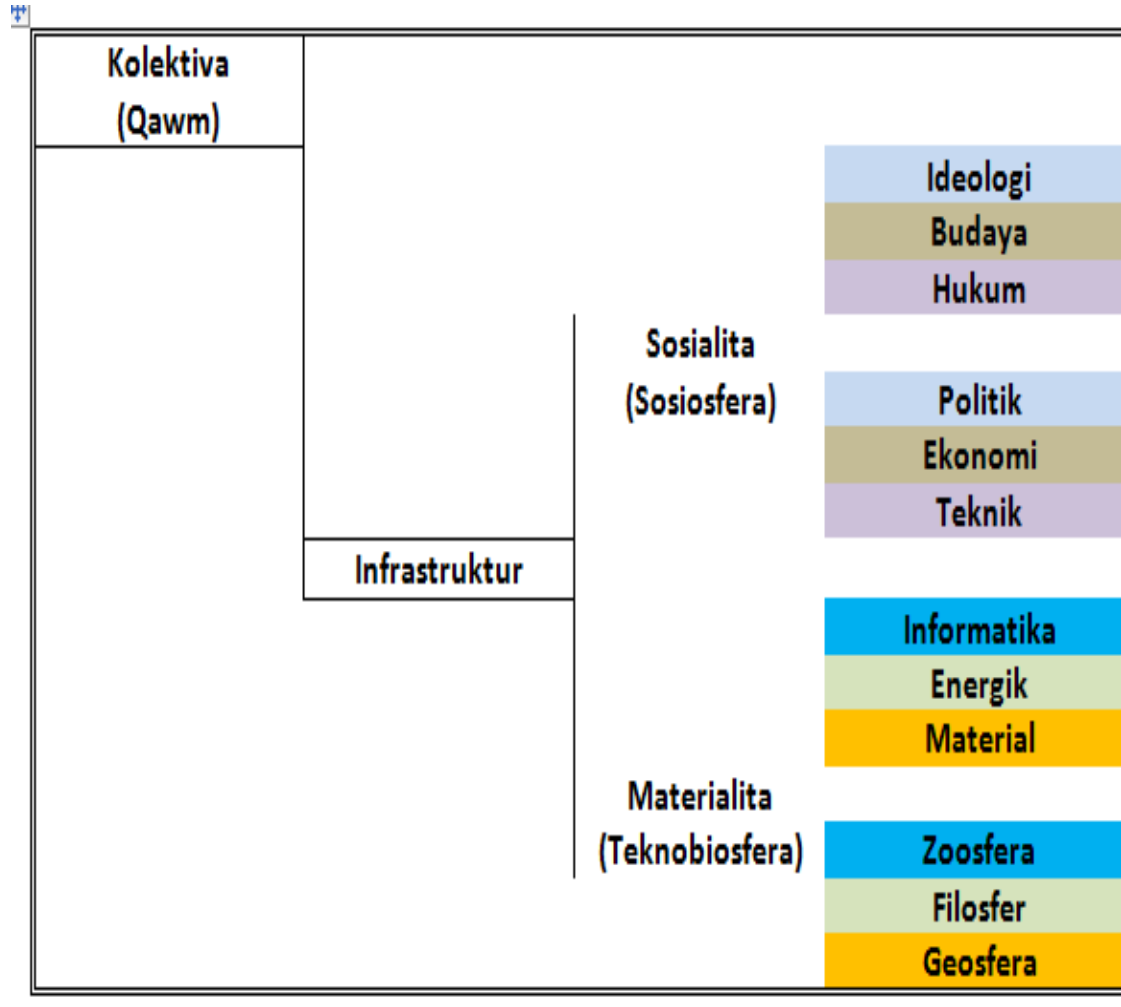 Kolektiva
(Qawm)
Ideologi
Budaya
Hukum
Sosialita
(Sosiosfera)
Politik
Ekonomi
Teknik
Infrastruktur
Informatika
Energik
Material
Materialita
(Teknobiosfera)
Zoosfera
Filosfer
Geosfera